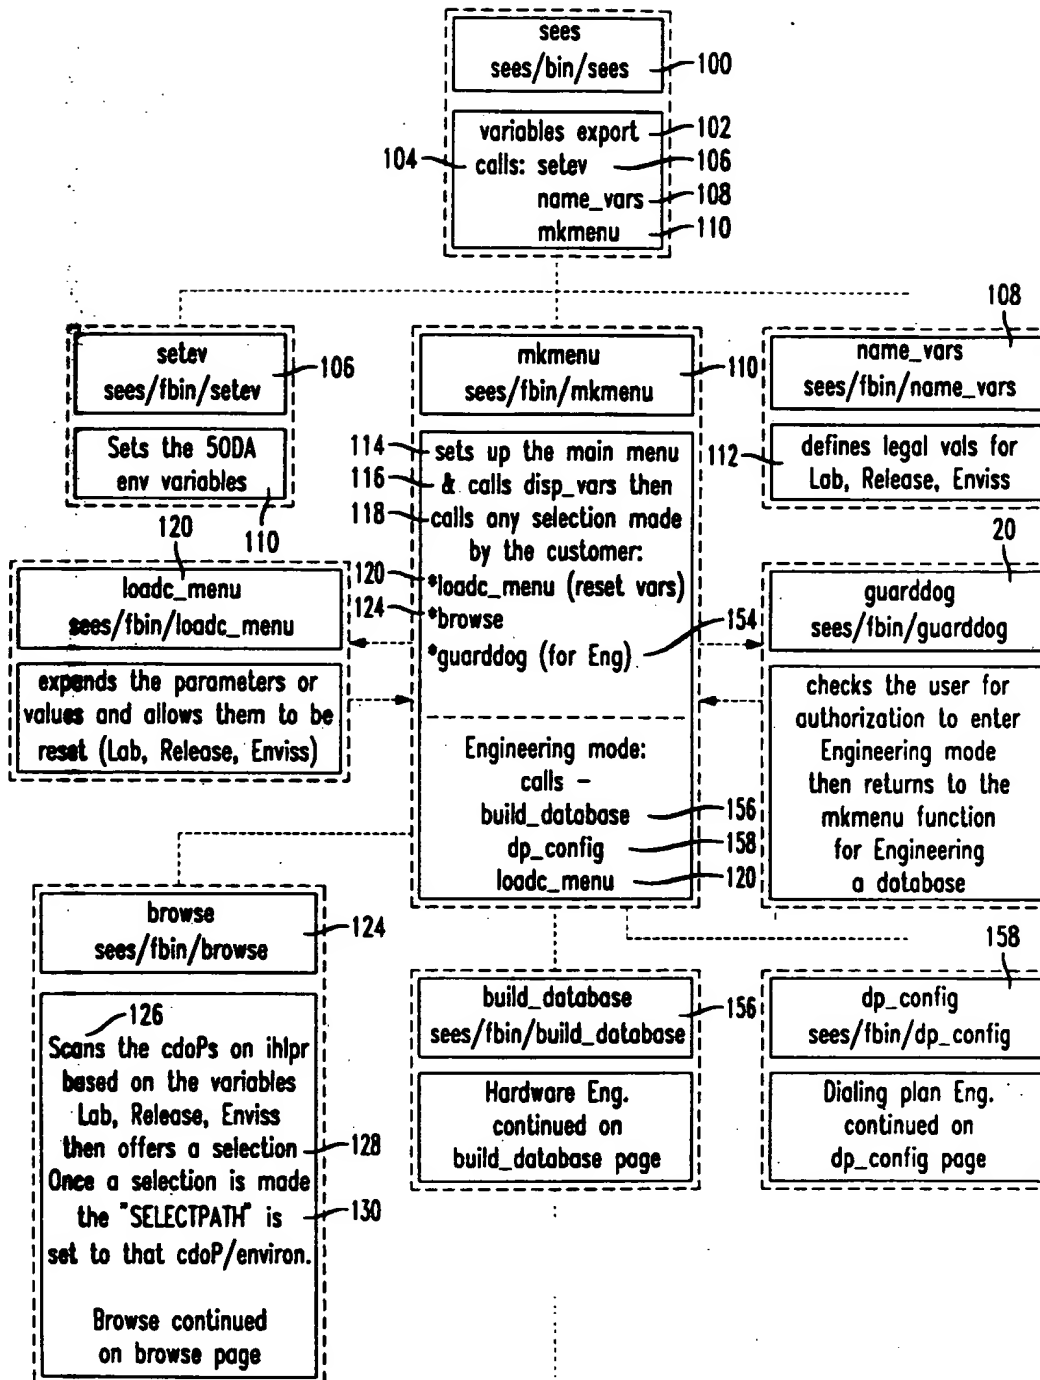 sees
sees/bin/sees
100
variables export
102
104
calls: setev
106
name_vars
108
mkmenu
110
setev
sees/fbin/setev
106
Sets the 5ODA
env variables
110
mkmenu
sees/fbin/mkmenu
110
114
sets up the main menu
116
& calls disp_vars then
118
calls any selection made
by the customer:
120
*loadc_menu (reset vars)
124
*browse
154
*guarddog (for Eng)
Engineering mode:
calls -
build_database
156
dp_config
158
loadc_menu
120
108
name_vars
sees/fbin/name_vars
112
defines legal vals for
Lab, Release, Enviss
120
loadc_menu
sees/fbin/loadc_menu
expands the parameters or
values and allows them to be
reset (Lab, Release, Enviss)
20
guarddog
sees/fbin/guarddog
checks the user for
authorization to enter
Engineering mode
then returns to the
mkmenu function
for Engineering
a database
browse
sees/fbin/browse
124
126
Scans the cdoPs on ihlpr
based on the variables
Lab, Release, Enviss
then offers a selection
128
Once a selection is made
the "SELECTPATH" is
130
set to that cdoP/environ.
Browse continued
on browse page
build_database
sees/fbin/build_database
156
Hardware Eng.
continued on
build_database page
158
dp_config
sees/fbin/dp_config
Dialing plan Eng.
continued on
dp_config page